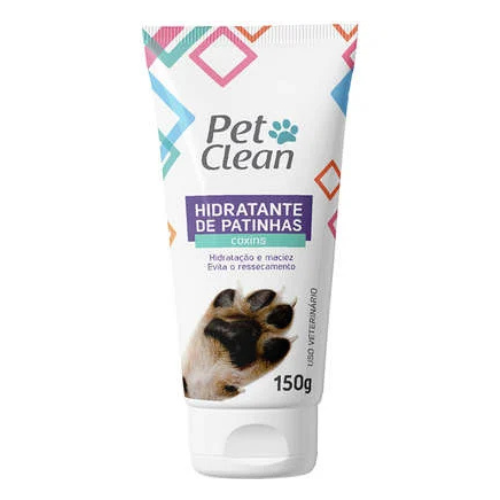 Pet
Clean
HIDRATANTE
DE PATINHAS
coxins
Hidratação e maciez
Evita o ressecamento
USO VETERINÁRIO
150g